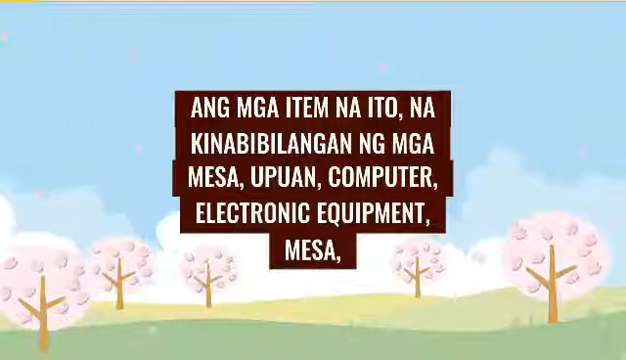 ANG MGA ITEM NA ITO, NA
KINABIBILANGAN NG MGA
MESA, UPUAN, COMPUTER,
ELECTRONIC EQUIPMENT,
MESA,